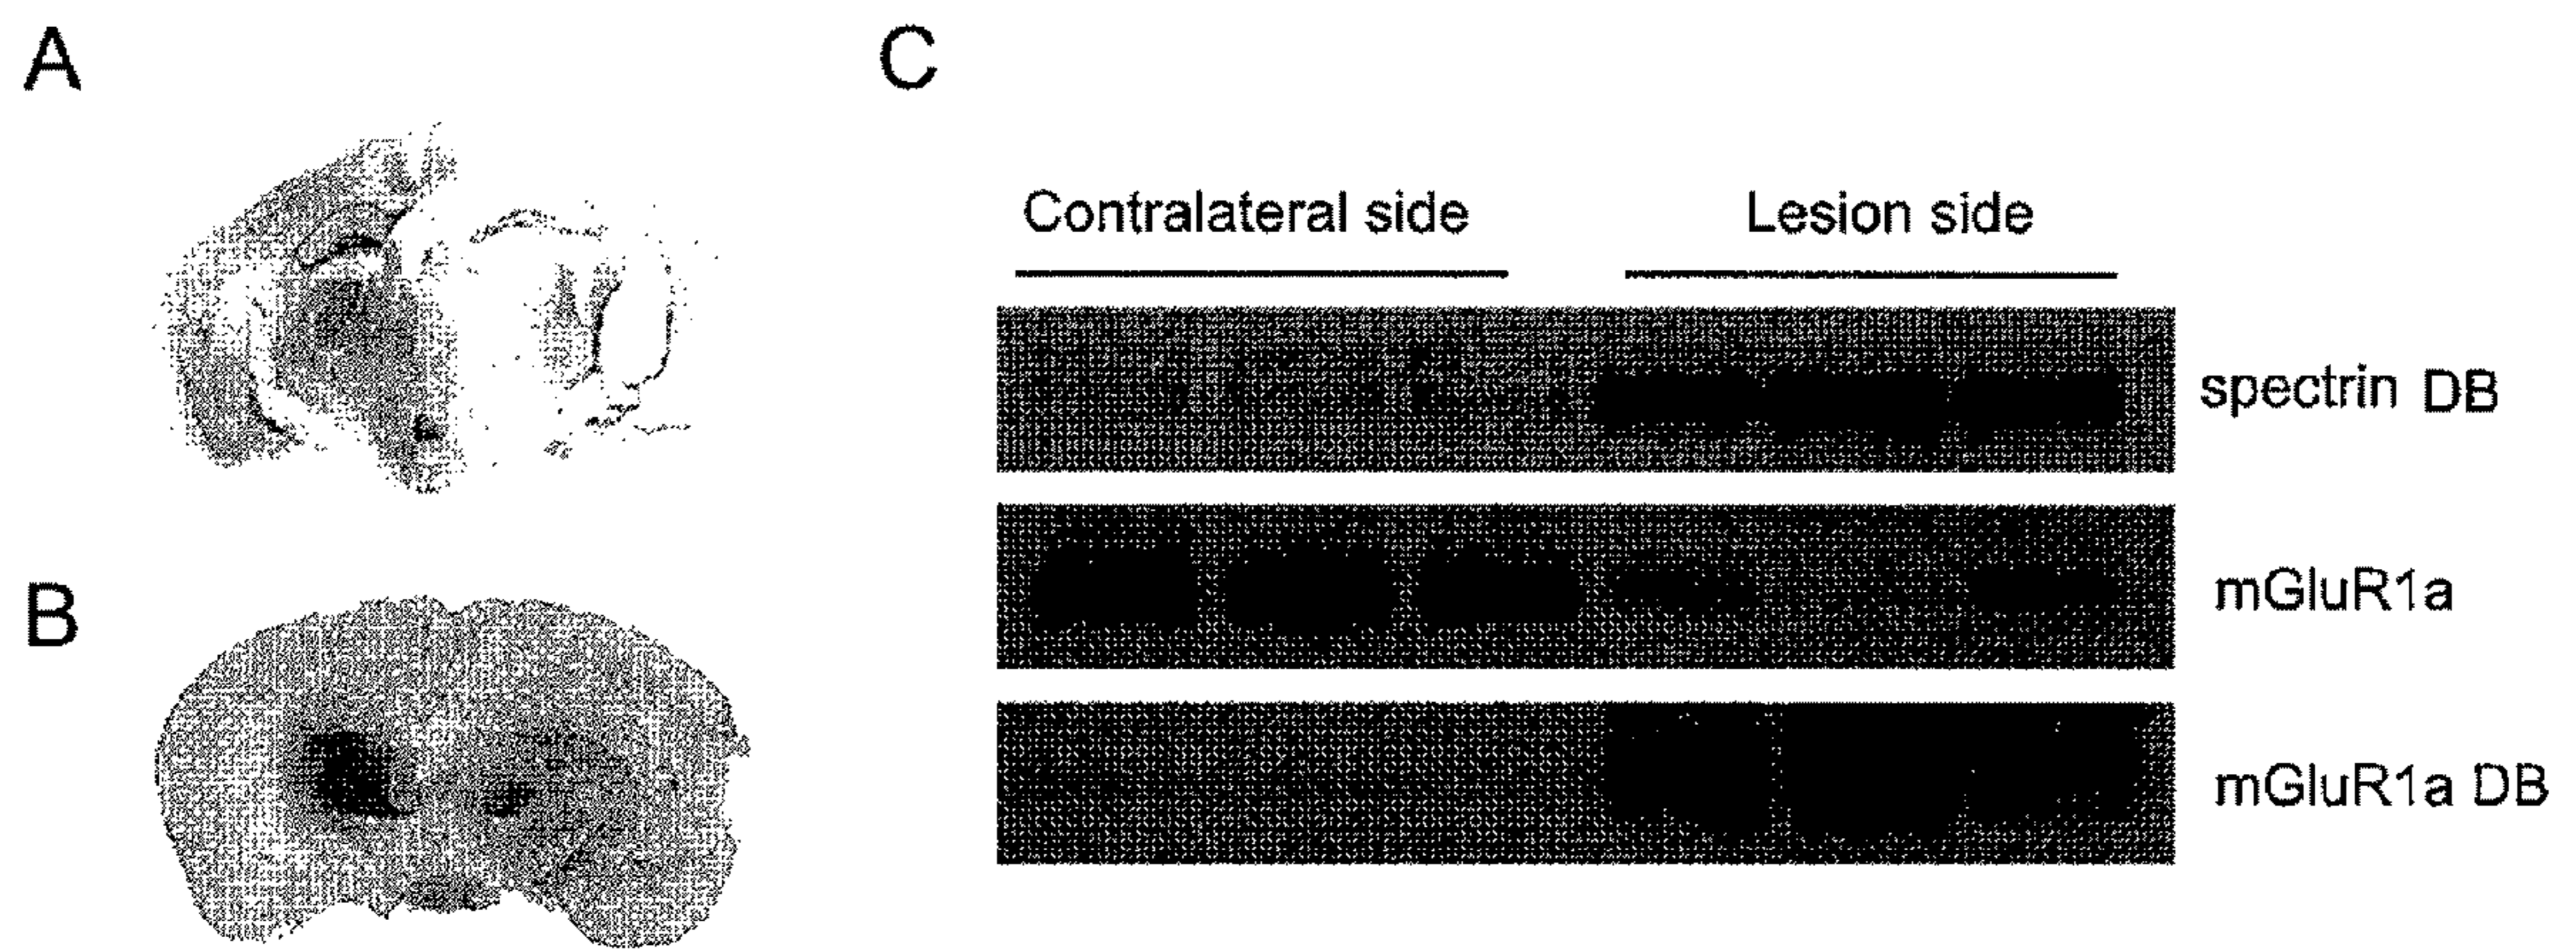 A
C
Contralateral side
Lesion side
spectrin DB
B
mGluR1a
mGluR1a DB